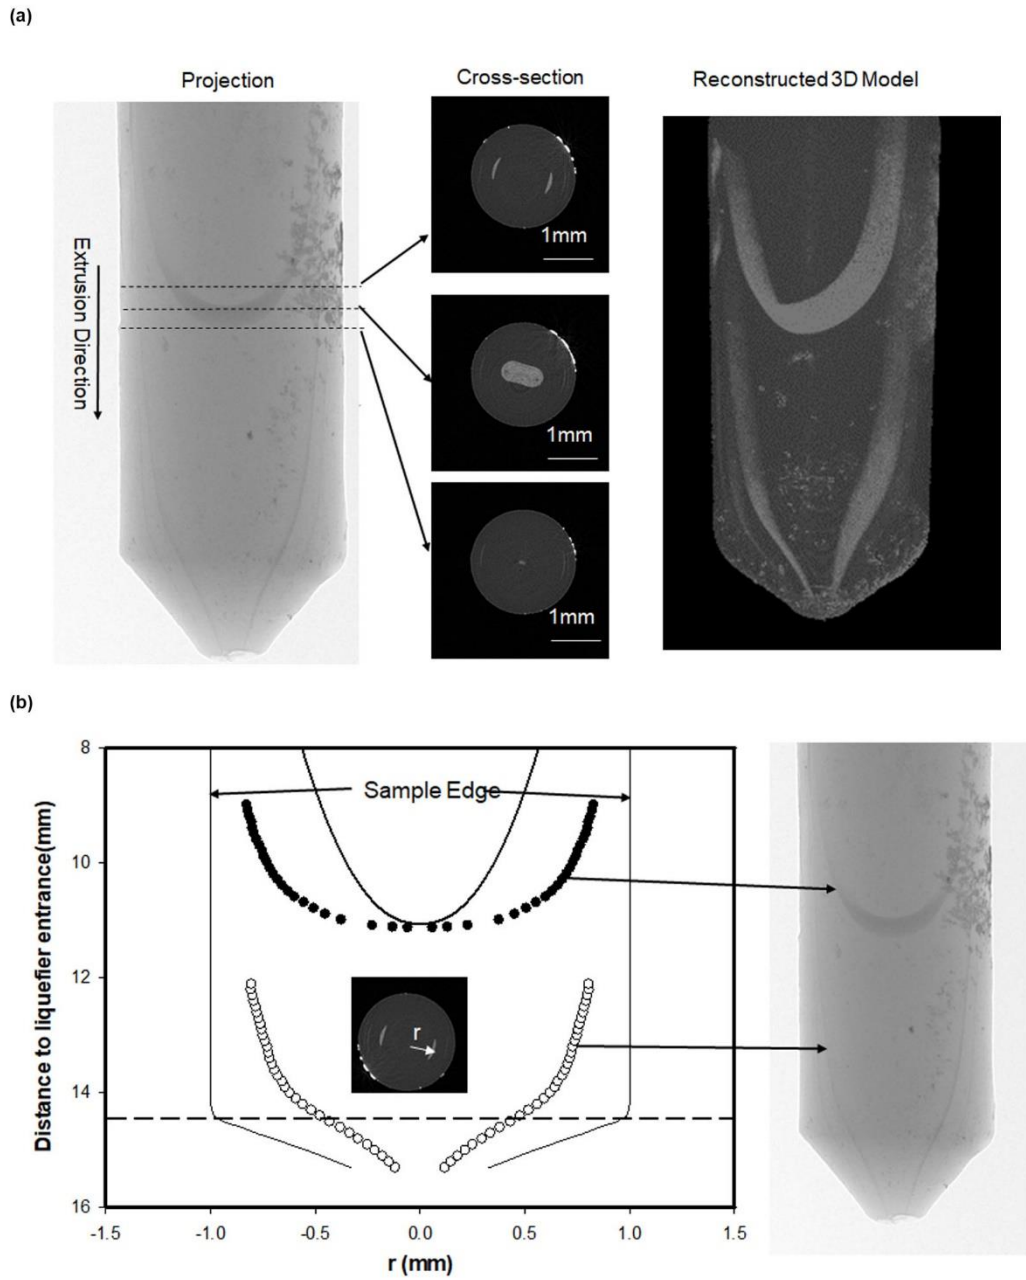 (a)
Projection
Cross-section
Reconstructed 3D Model
Extrusion Direction
1mm
1mm
1mm
(b)
Distance to liquefier entrance(mm)
8
10
12
14
16
Sample Edge
r
-1.5
-1.0
-0.5
0.0
0.5
1.0
1.5
r (mm)